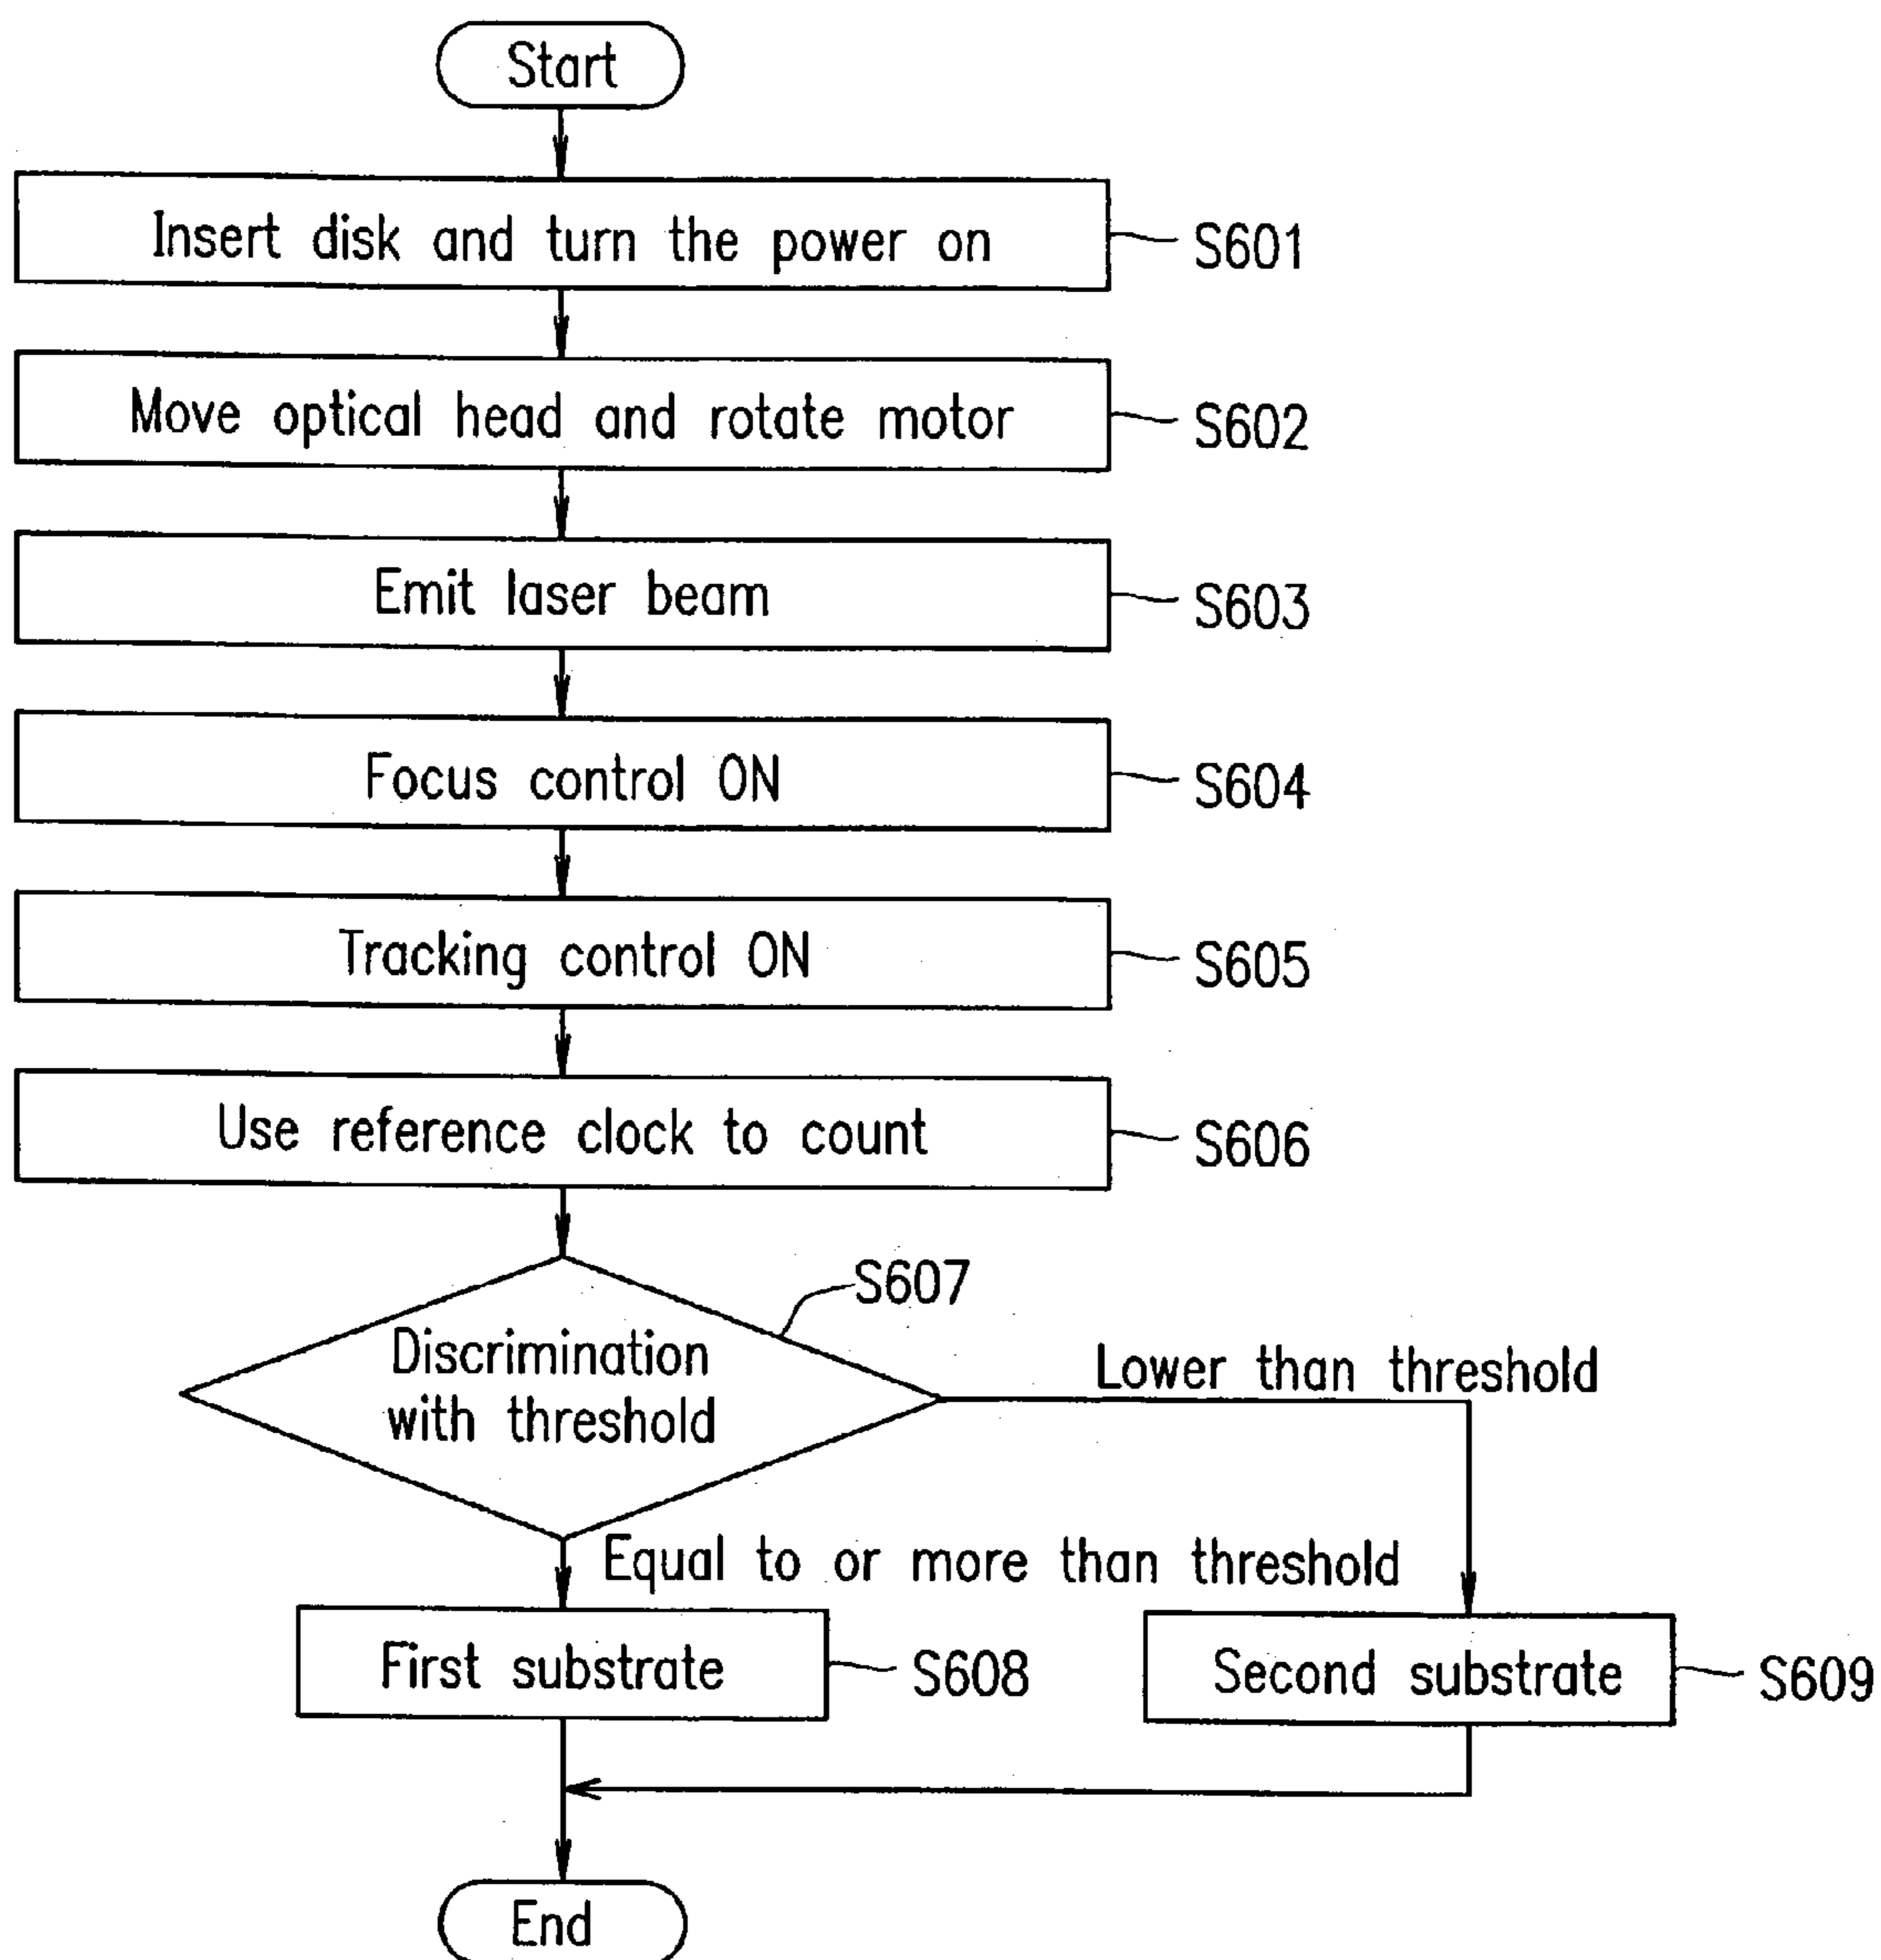 Start
Insert disk and turn the power on
S601
Move optical head and rotate motor
S602
Emit laser beam
S603
Focus control ON
S604
Tracking control ON
S605
Use reference clock to count
S606
S607
Discrimination
with threshold
Lower than threshold
Equal to or more than threshold
First substrate
S608
Second substrate
S609
End